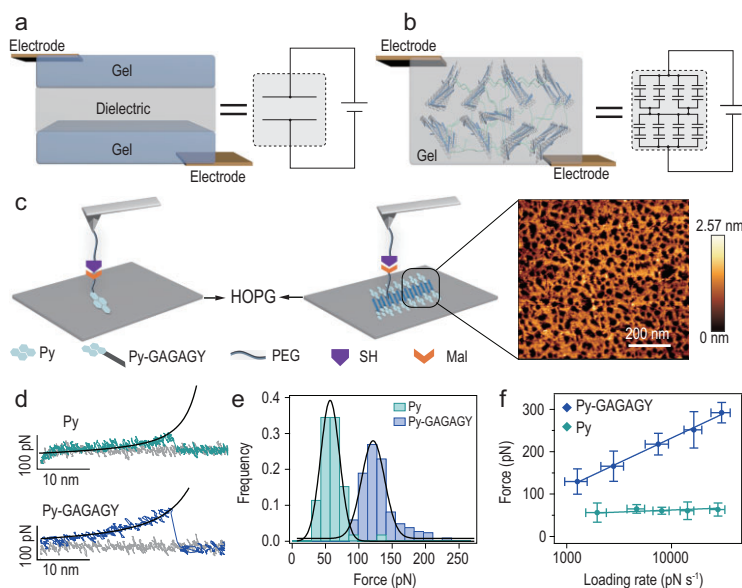 a
Electrode
Gel
Dielectric
Gel
Electrode
=
b
Electrode
Gel
Electrode
=
c
HOPG
2.57 nm
0 nm
200 nm
Py
Py-GAGAGY
PEG
SH
Mal
d
Py
100 pN
10 nm
Py-GAGAGY
100 pN
10 nm
e
Py
Py-GAGAGY
Frequency
0.4
0.3
0.2
0.1
0.0
0 50 100 150 200 250
Force (pN)
f
Py-GAGAGY
Py
Force (pN)
300
200
100
0
1000 10000
Loading rate (pN s⁻¹)